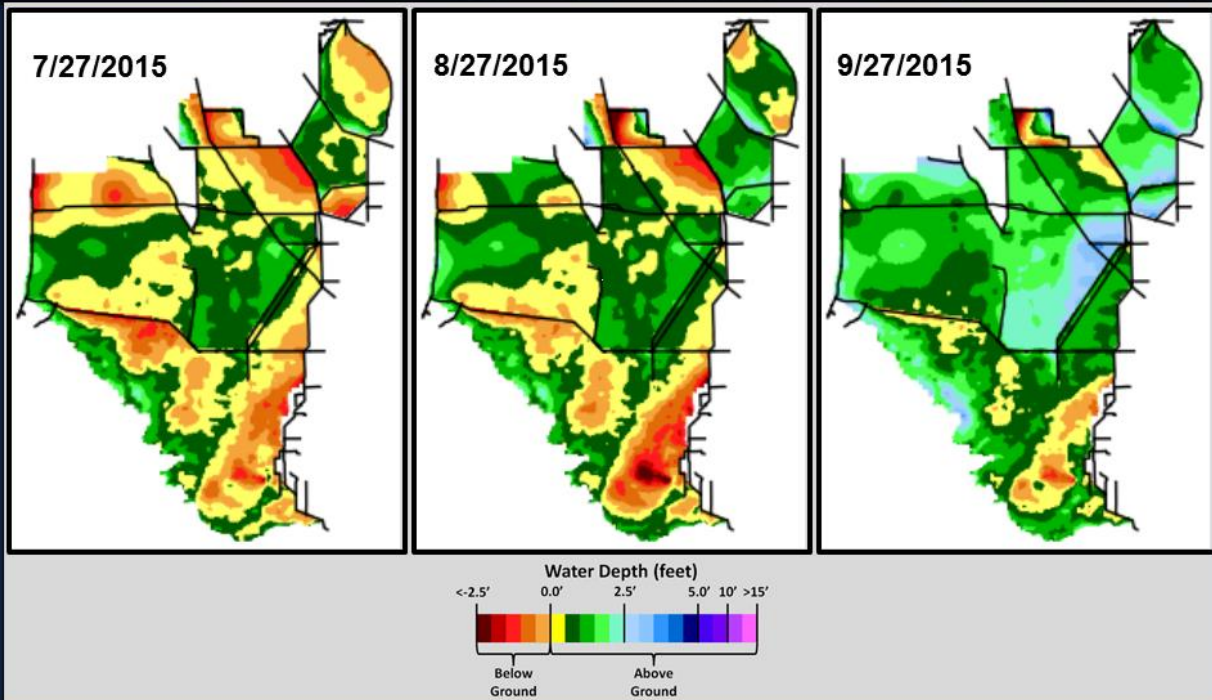 7/27/2015
8/27/2015
9/27/2015
Water Depth (feet)
<-2.5' 0.0' 2.5' 5.0' 10' >15'
Below Above
Ground Ground